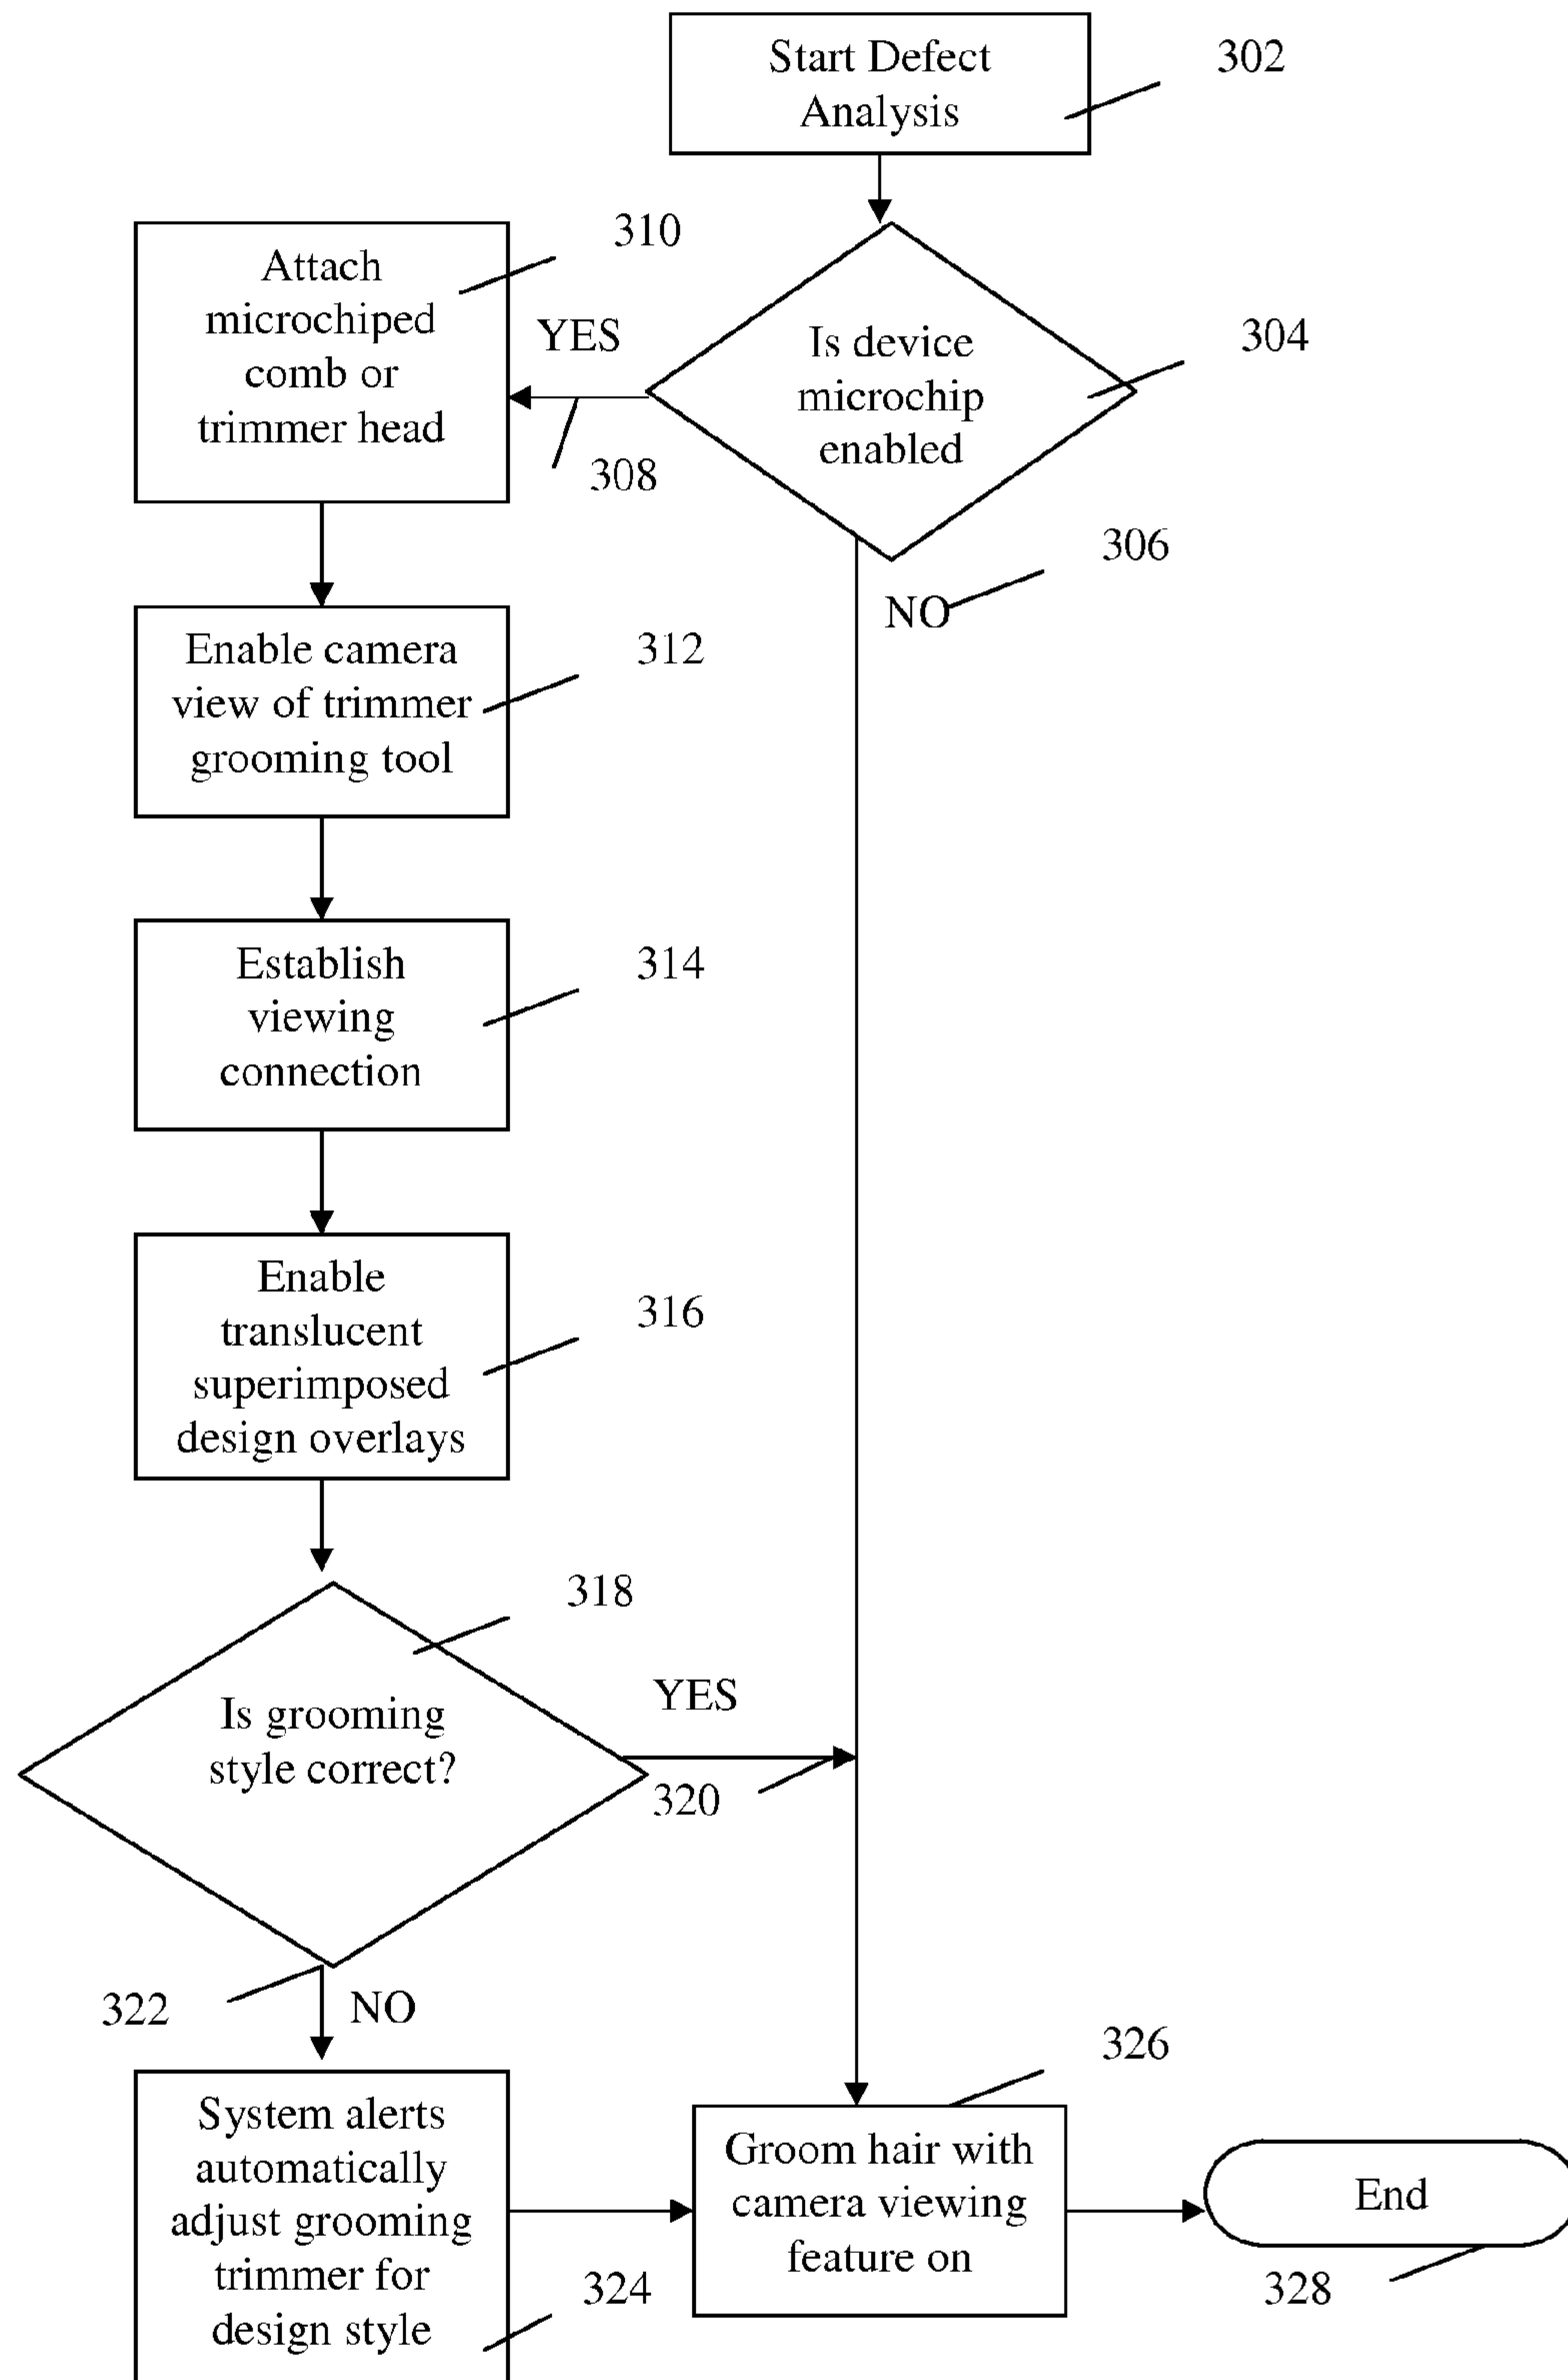 Start Defect
Analysis
302
310
Attach
microchiped
comb or
trimmer head
YES
308
Is device
microchip
enabled
304
306
NO
Enable camera
view of trimmer
grooming tool
312
Establish
viewing
connection
314
Enable
translucent
superimposed
design overlays
316
318
Is grooming
style correct?
YES
320
322
NO
System alerts
automatically
adjust grooming
trimmer for
design style
324
326
Groom hair with
camera viewing
feature on
End
328